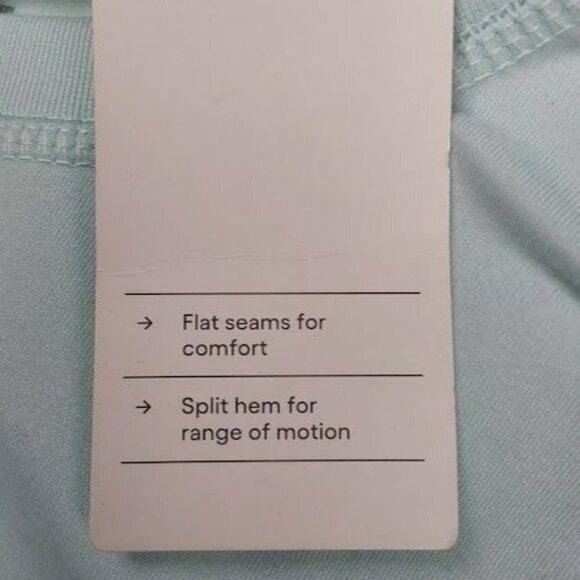 → Flat seams for
comfort
→ Split hem for
range of motion